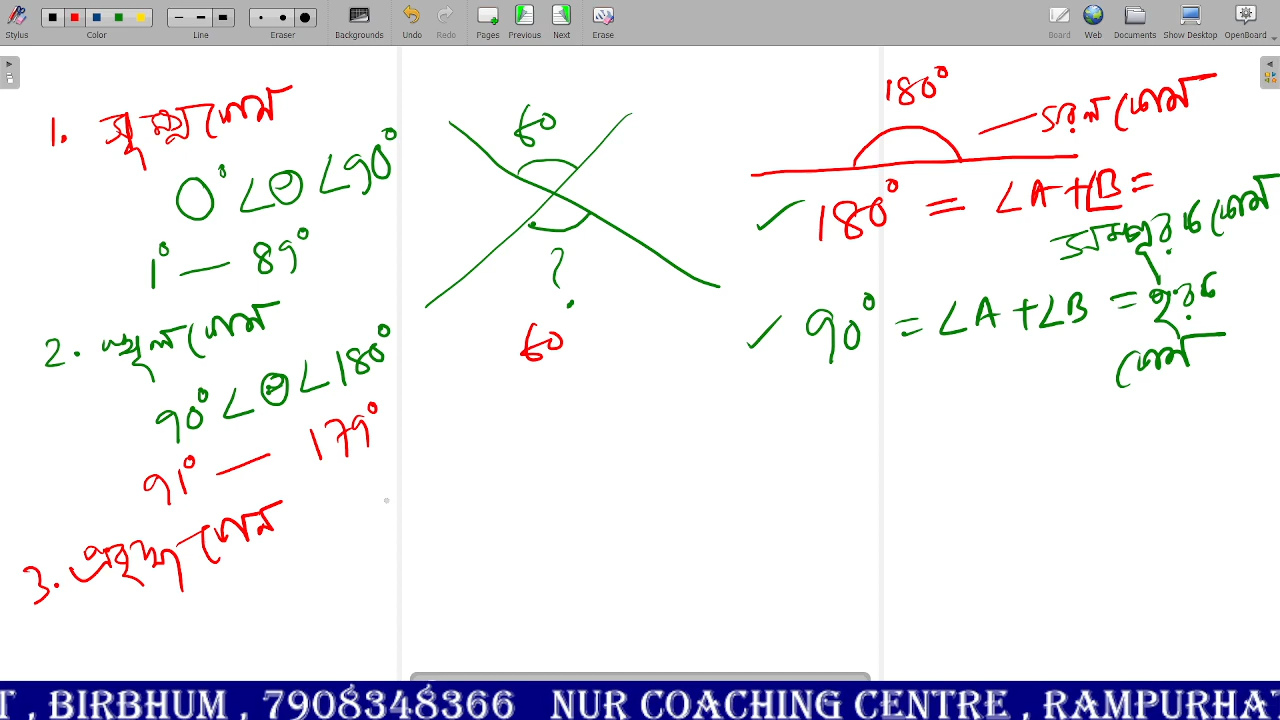 Stylus
Color
Line
Eraser
Backgrounds
Undo
Redo
Pages
Previous
Next
Erase
Board
Web
Documents
Show Desktop
OpenBoard
1. সূক্ষ্মকোণ
0° < θ < 90°
1° — 89°
2. স্থূলকোণ
90° < θ < 180°
91° — 179°
3. প্রবৃদ্ধকোণ
60
?
60
180°
— সরলকোণ
180° = ∠A + ∠B =
সম্পূরক কোণ
90° = ∠A + ∠B = পূরক
কোণ
T, BIRBHUM, 7908348366 NUR COACHING CENTRE, RAMPURHA